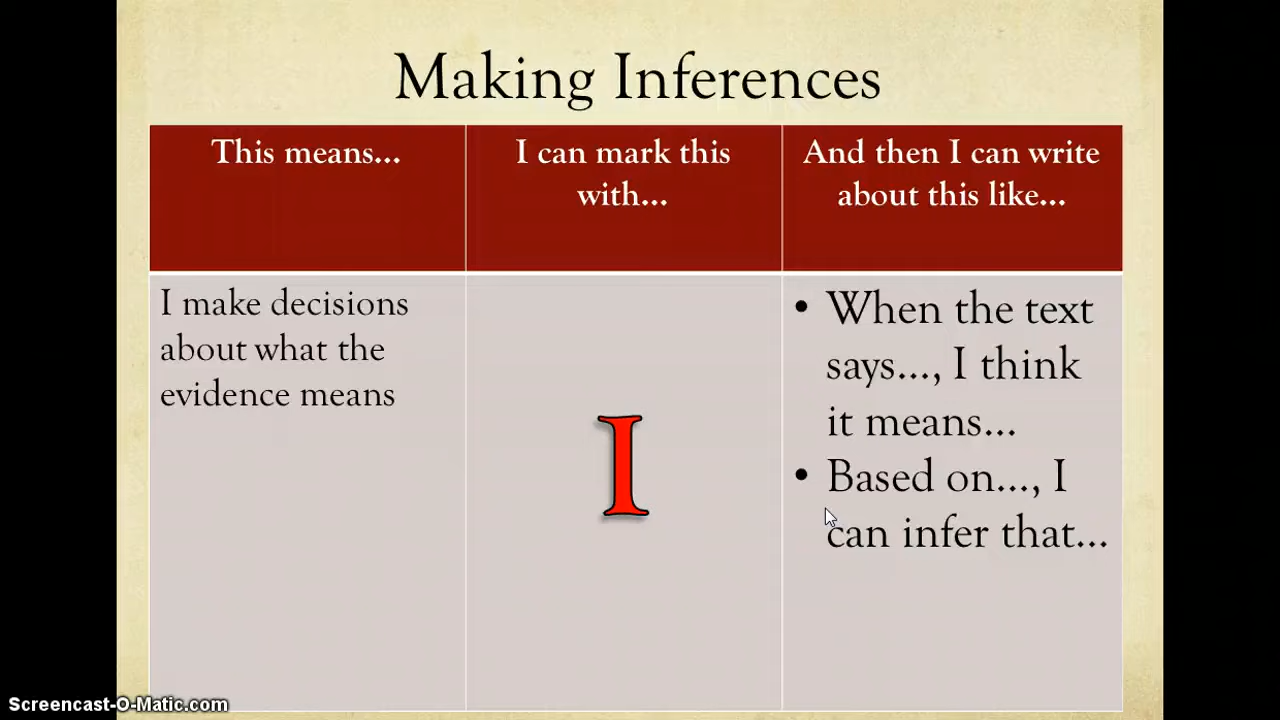 Making Inferences
This means...
I can mark this
with...
And then I can write
about this like...
I make decisions
about what the
evidence means
I
• When the text
says..., I think
it means...
• Based on..., I
can infer that...
Screencast-O-Matic.com